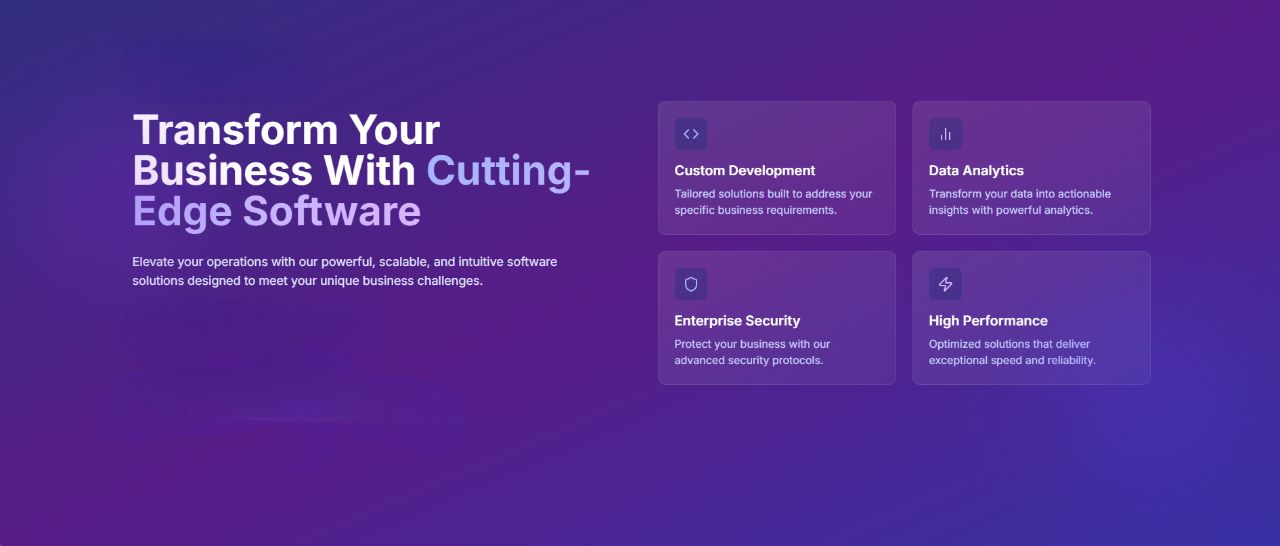 Transform Your
Business With Cutting-
Edge Software
Elevate your operations with our powerful, scalable, and intuitive software
solutions designed to meet your unique business challenges.
Custom Development
Tailored solutions built to address your
specific business requirements.
Data Analytics
Transform your data into actionable
insights with powerful analytics.
Enterprise Security
Protect your business with our
advanced security protocols.
High Performance
Optimized solutions that deliver
exceptional speed and reliability.